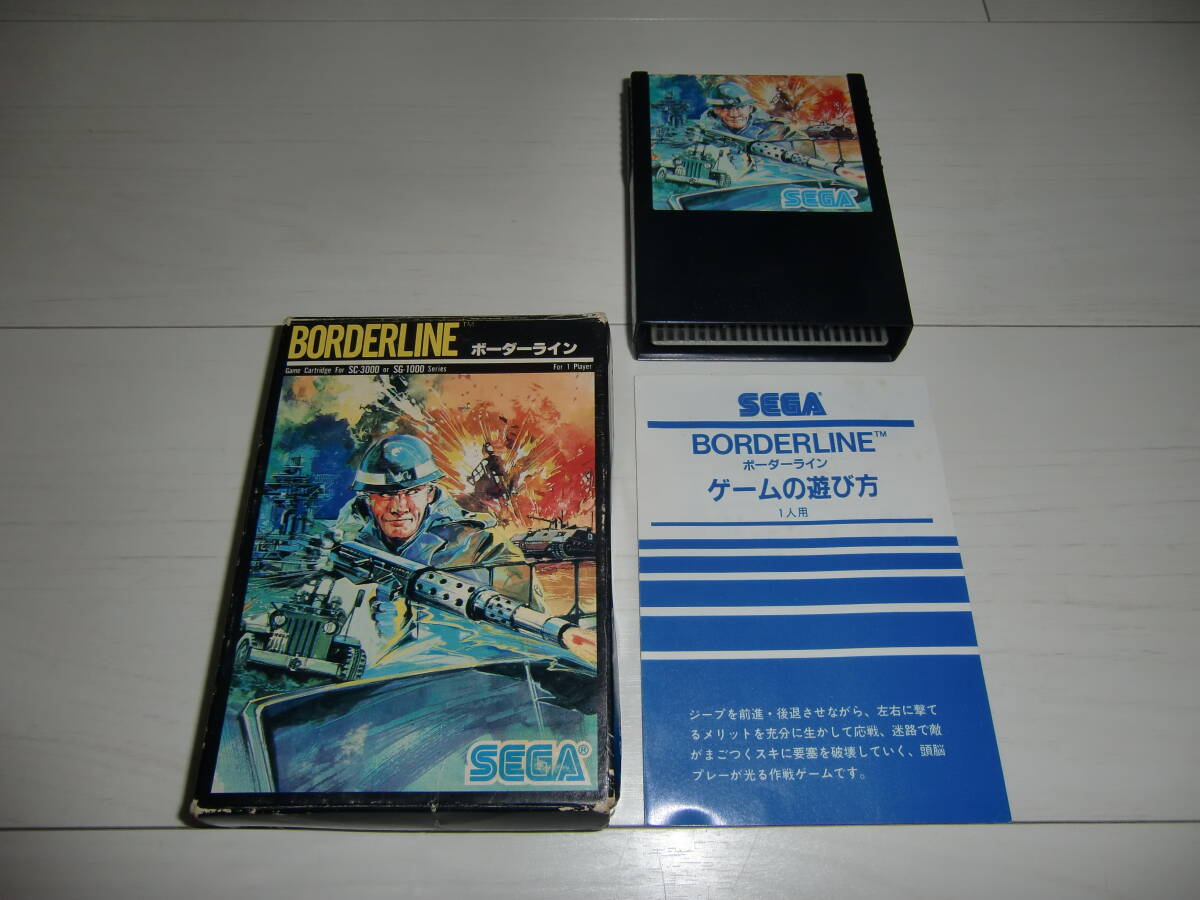 BORDERLINE™ ボーダーライン
Game Cartridge For SC-3000 or SG-1000 Series For 1 Player
SEGA®
SEGA®
SEGA®
BORDERLINE™
ボーダーライン
ゲームの遊び方
1人用
ジープを前進・後退させながら、左右に撃て
るメリットを充分に生かして応戦、迷路で敵
がまごつくスキに要塞を破壊していく、頭脳
プレーが光る作戦ゲームです。